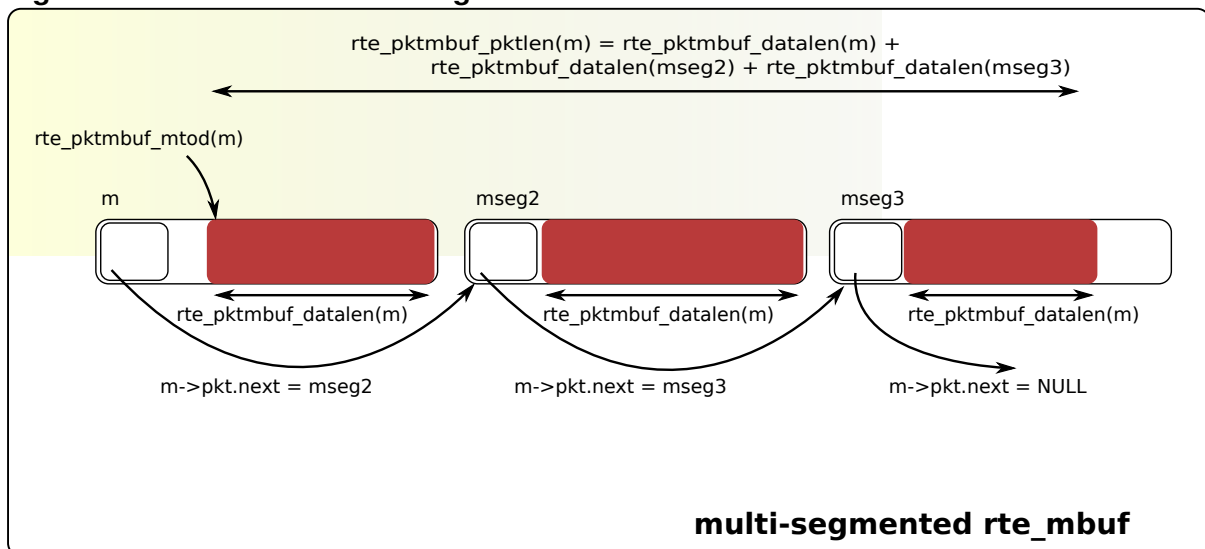 rte_pktmbuf_pktlen(m) = rte_pktmbuf_datalen(m) +
rte_pktmbuf_datalen(mseg2) + rte_pktmbuf_datalen(mseg3)
rte_pktmbuf_mtod(m)
m
mseg2
mseg3
rte_pktmbuf_datalen(m)
rte_pktmbuf_datalen(m)
rte_pktmbuf_datalen(m)
m->pkt.next = mseg2
m->pkt.next = mseg3
m->pkt.next = NULL
multi-segmented rte_mbuf